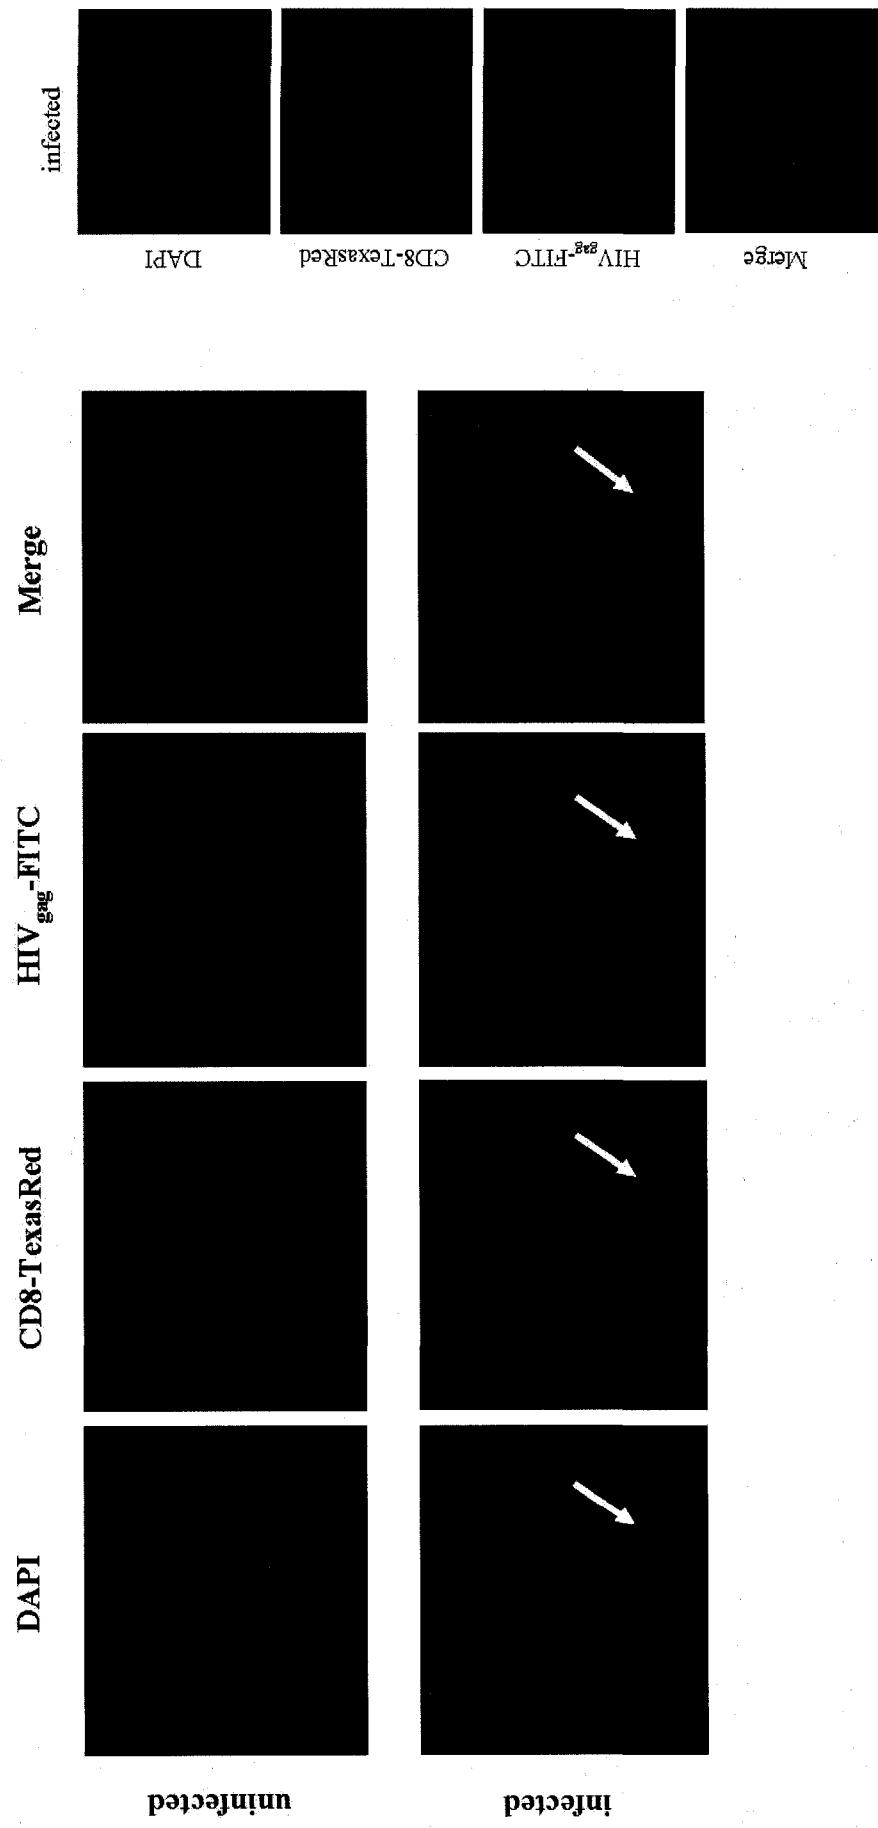 DAPI
CD8-TexasRed
HIVgag-FITC
Merge
uninfected
infected
infected
DAPI
CD8-TexasRed
HIVgag-FITC
Merge